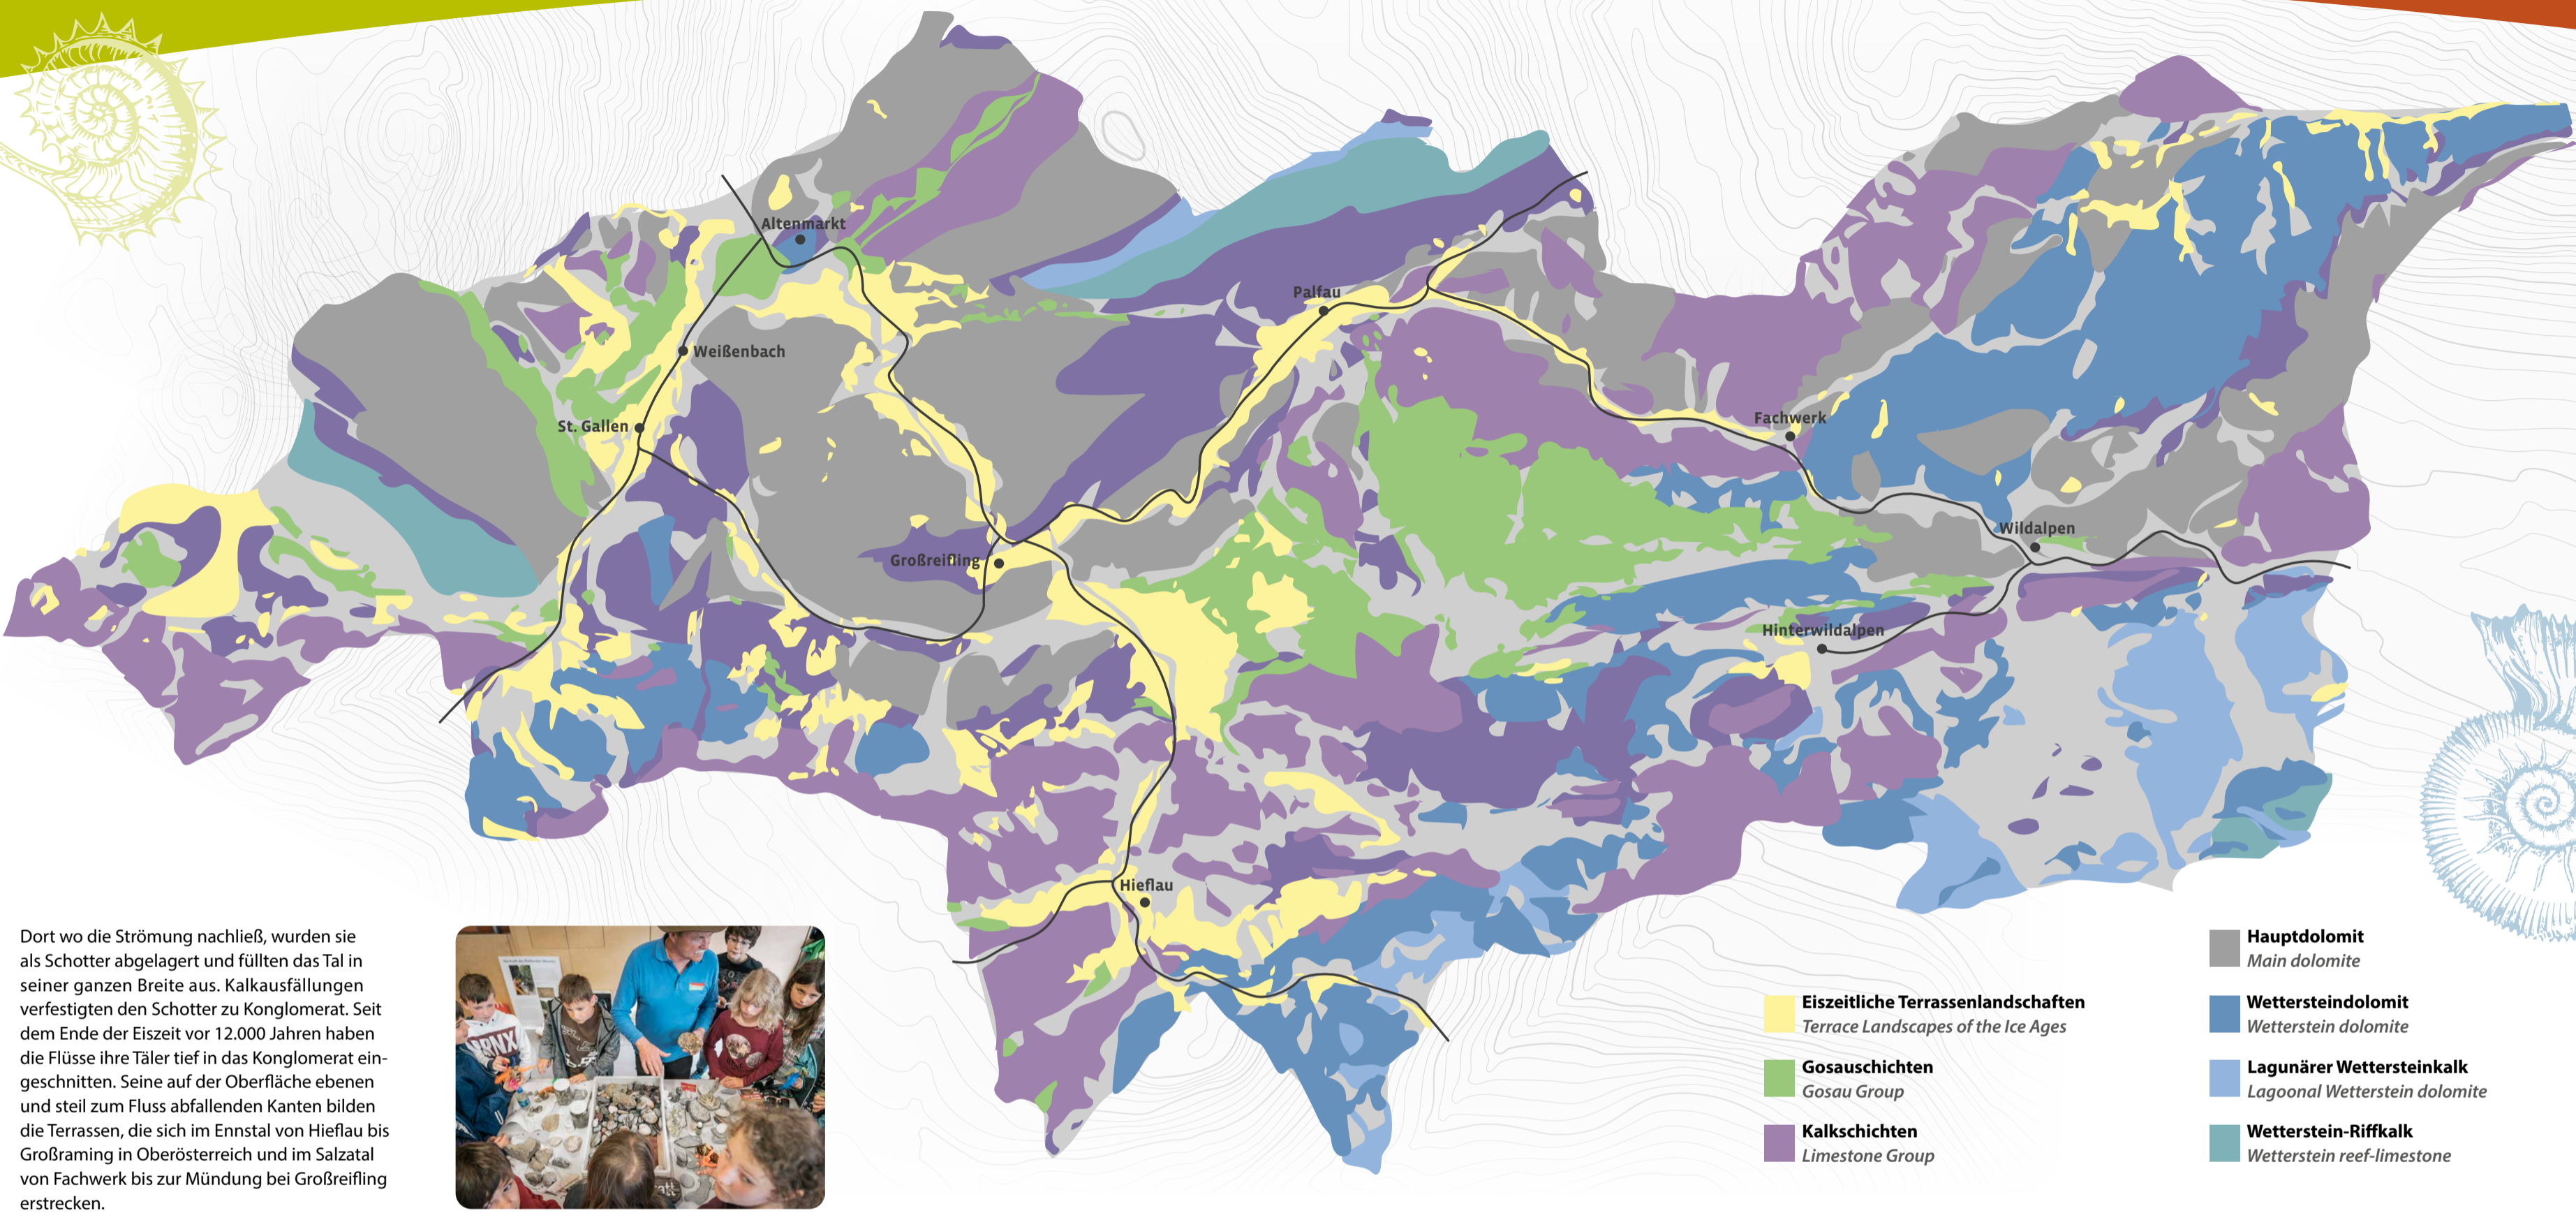 Altenmarkt
Palfau
Weißenbach
Fachwerk
St. Gallen
Wildalpen
Großreifling
Hinterwildalpen
Hieflau
Dort wo die Strömung nachließ, wurden sie
als Schotter abgelagert und füllten das Tal in
seiner ganzen Breite aus. Kalkausfällungen
verfestigten den Schotter zu Konglomerat. Seit
dem Ende der Eiszeit vor 12.000 Jahren haben
die Flüsse ihre Täler tief in das Konglomerat ein-
geschnitten. Seine auf der Oberfläche ebenen
und steil zum Fluss abfallenden Kanten bilden
die Terrassen, die sich im Ennstal von Hieflau bis
Großraming in Oberösterreich und im Salzatal
von Fachwerk bis zur Mündung bei Großreifling
erstrecken.
Eiszeitliche Terrassenlandschaften
Terrace Landscapes of the Ice Ages
Gosauschichten
Gosau Group
Kalkschichten
Limestone Group
Hauptdolomit
Main dolomite
Wettersteindolomit
Wetterstein dolomite
Lagunärer Wettersteinkalk
Lagoonal Wetterstein dolomite
Wetterstein-Riffkalk
Wetterstein reef-limestone